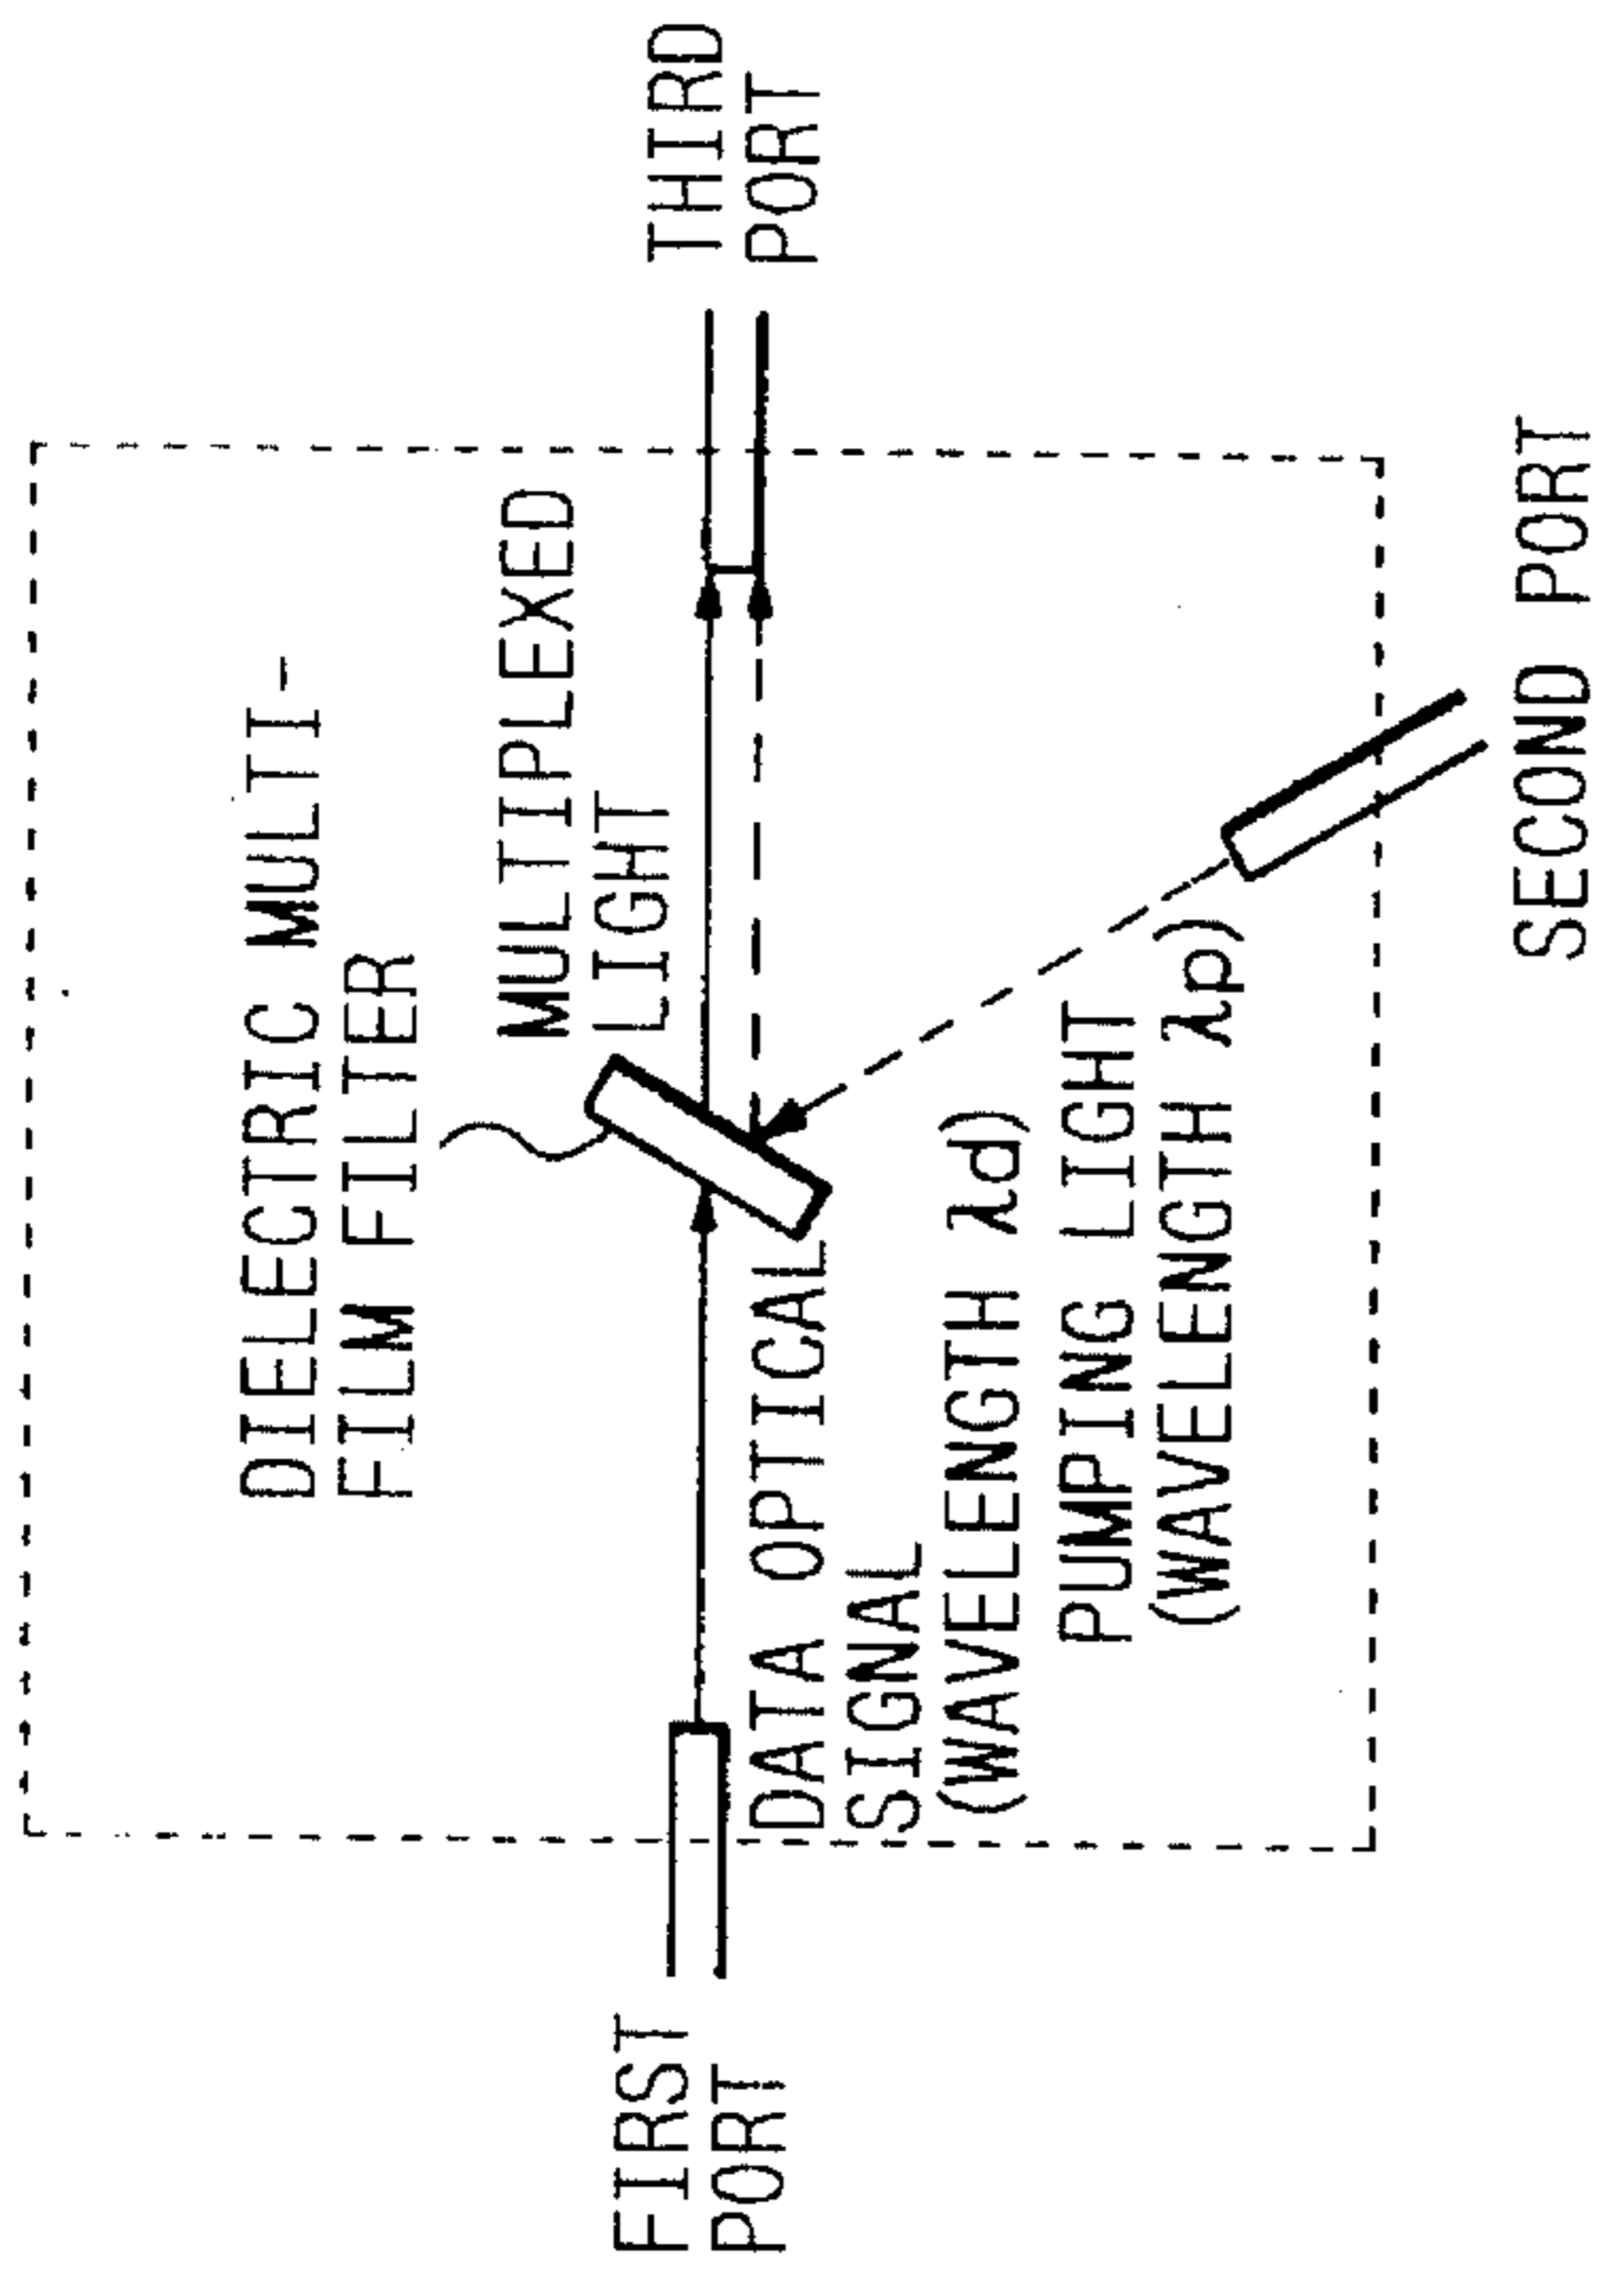 DIELECTRIC MULTI-
FILM FILTER
MULTIPLEXED
LIGHT
FIRST
PORT
THIRD
PORT
DATA OPTICAL
SIGNAL
(WAVELENGTH λd)
PUMPING LIGHT
(WAVELENGTH λp)
SECOND PORT